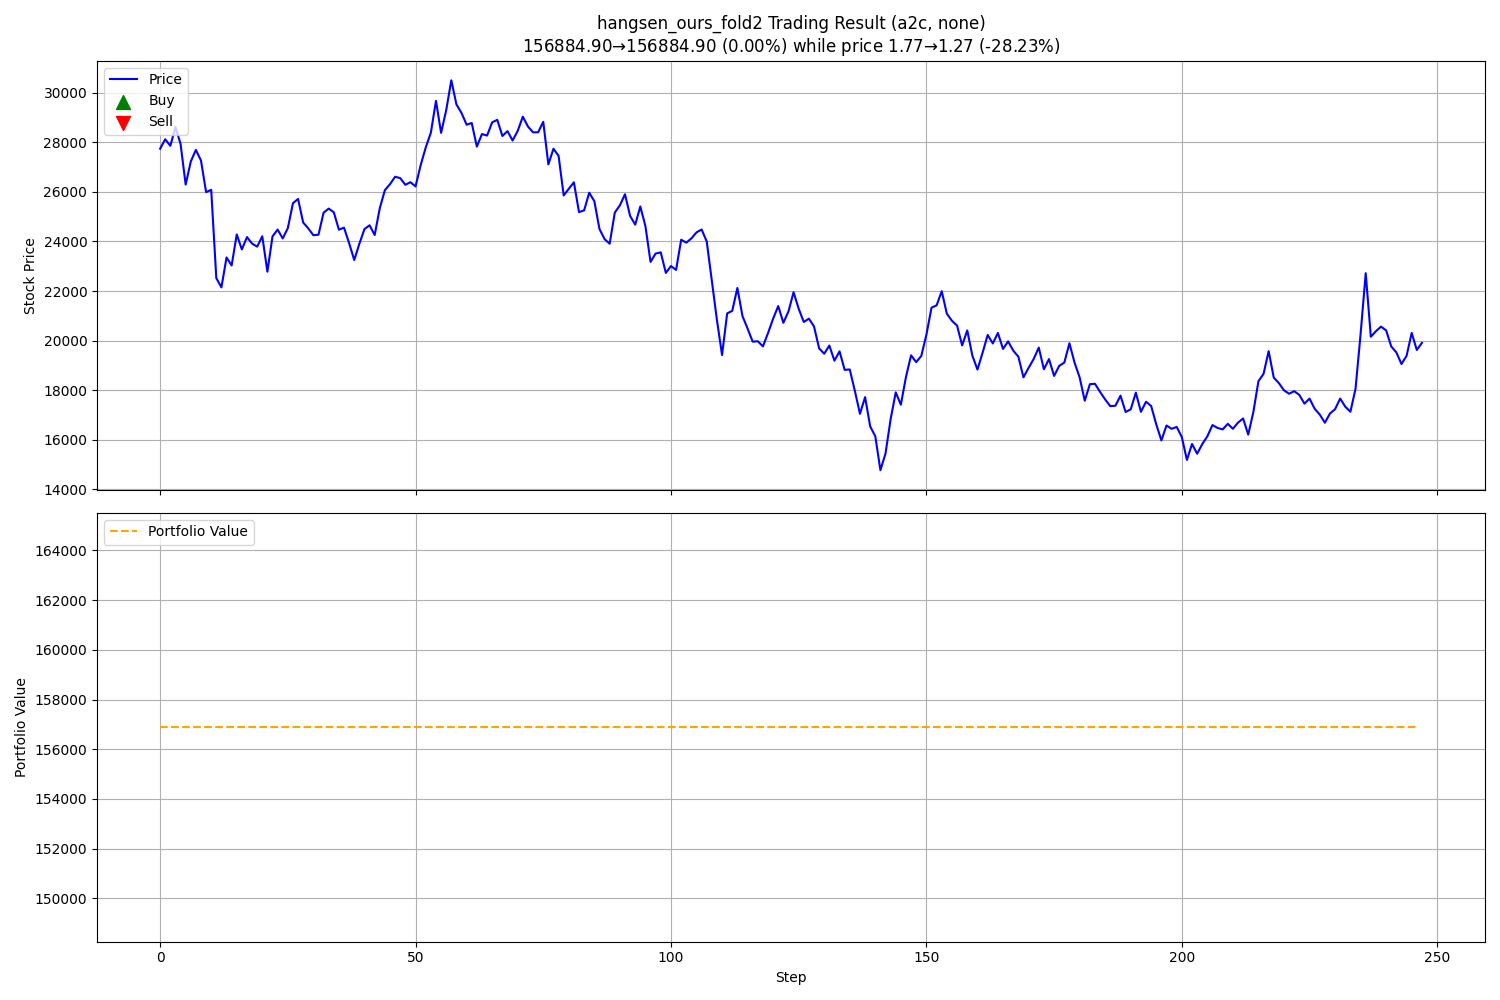 hangsen_ours_fold2 Trading Result (a2c, none)
156884.90→156884.90 (0.00%) while price 1.77→1.27 (-28.23%)
Price
Buy
Sell
Stock Price
30000
28000
26000
24000
22000
20000
18000
16000
14000
Portfolio Value
Portfolio Value
164000
162000
160000
158000
156000
154000
152000
150000
0 50 100 150 200 250
Step